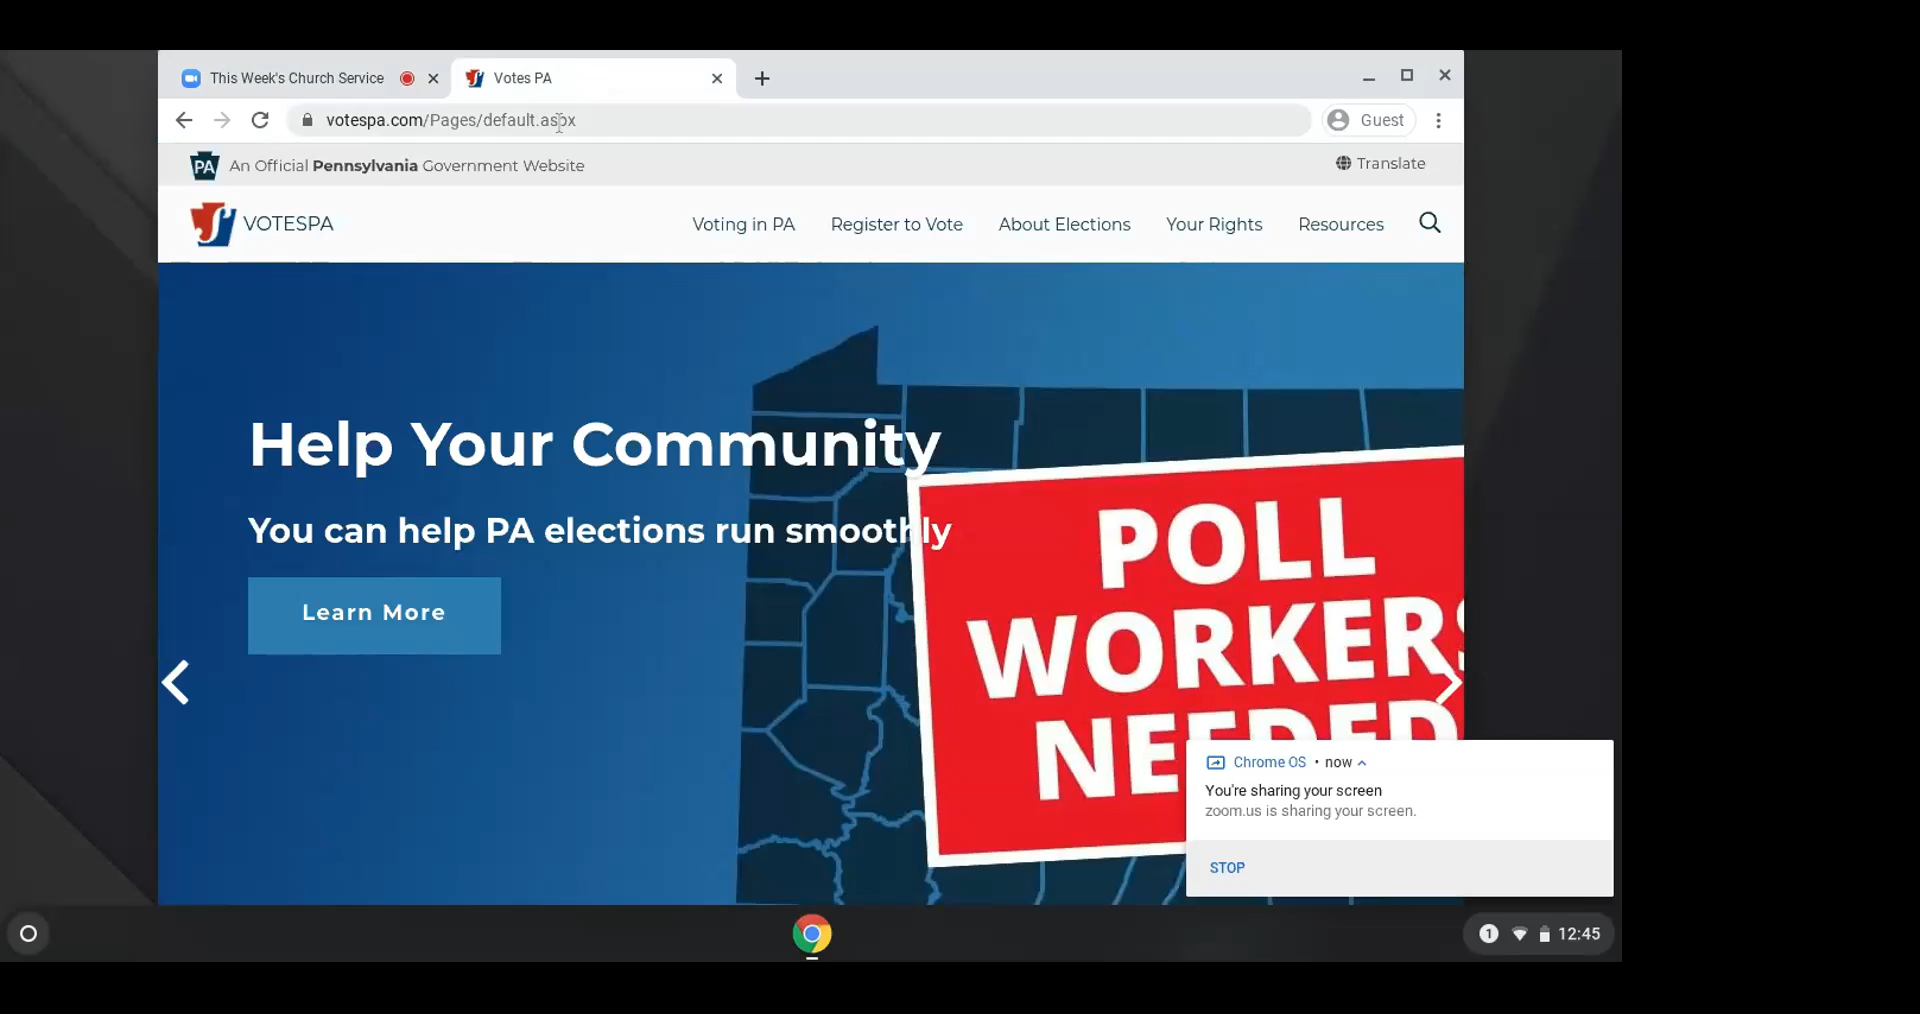 This Week's Church Service
Votes PA
votespa.com/Pages/default.aspx
Guest
PA An Official Pennsylvania Government Website
Translate
VOTESPA
Voting in PA
Register to Vote
About Elections
Your Rights
Resources
Help Your Community
You can help PA elections run smoothly
Learn More
POLL
WORKERS
NEEDED
Chrome OS • now
You're sharing your screen
zoom.us is sharing your screen.
STOP
1
12:45